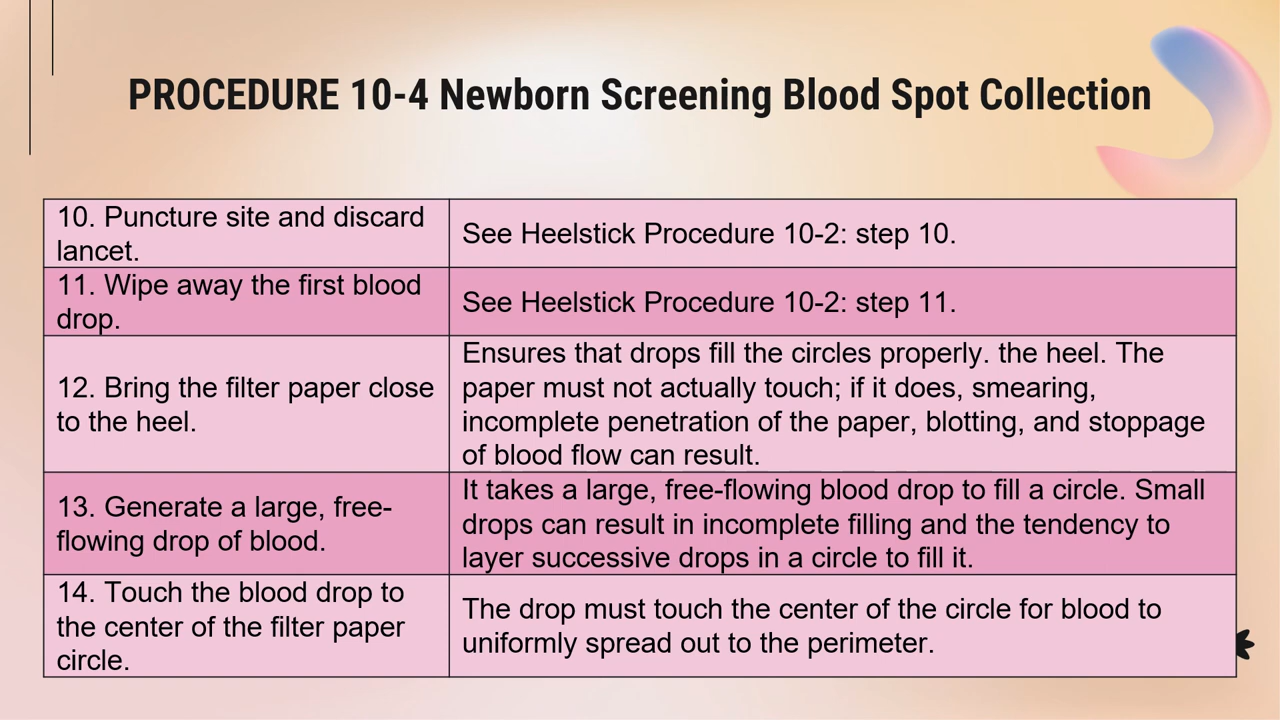 PROCEDURE 10-4 Newborn Screening Blood Spot Collection
10. Puncture site and discard
lancet.
See Heelstick Procedure 10-2: step 10.
11. Wipe away the first blood
drop.
See Heelstick Procedure 10-2: step 11.
12. Bring the filter paper close
to the heel.
Ensures that drops fill the circles properly. the heel. The
paper must not actually touch; if it does, smearing,
incomplete penetration of the paper, blotting, and stoppage
of blood flow can result.
13. Generate a large, free-
flowing drop of blood.
It takes a large, free-flowing blood drop to fill a circle. Small
drops can result in incomplete filling and the tendency to
layer successive drops in a circle to fill it.
14. Touch the blood drop to
the center of the filter paper
circle.
The drop must touch the center of the circle for blood to
uniformly spread out to the perimeter.